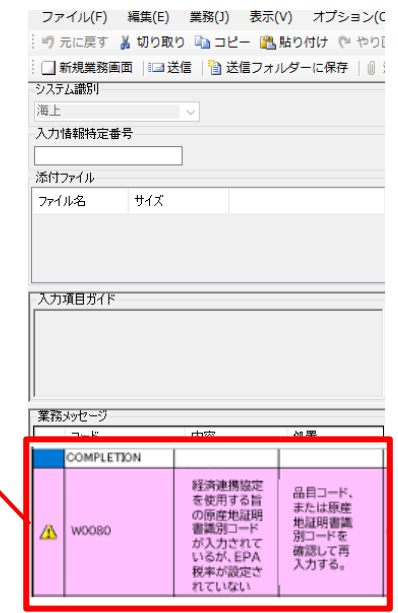 ファイル(F) 編集(E) 業務(J) 表示(V) オプション(O
元に戻す 切り取り コピー 貼り付け やり
新規業務画面 送信 送信フォルダーに保存
システム識別
海上
入力情報特定番号
添付ファイル
ファイル名 サイズ
入力項目ガイド
業務メッセージ
コード 内容 処置
COMPLETION
W0080
経済連携協定
を使用する旨
の原産地証明
書識別コード
が入力されて
いるが、EPA
税率が設定さ
れていない
品目コード、
または原産
地証明書識
別コードを
確認して再
入力する。